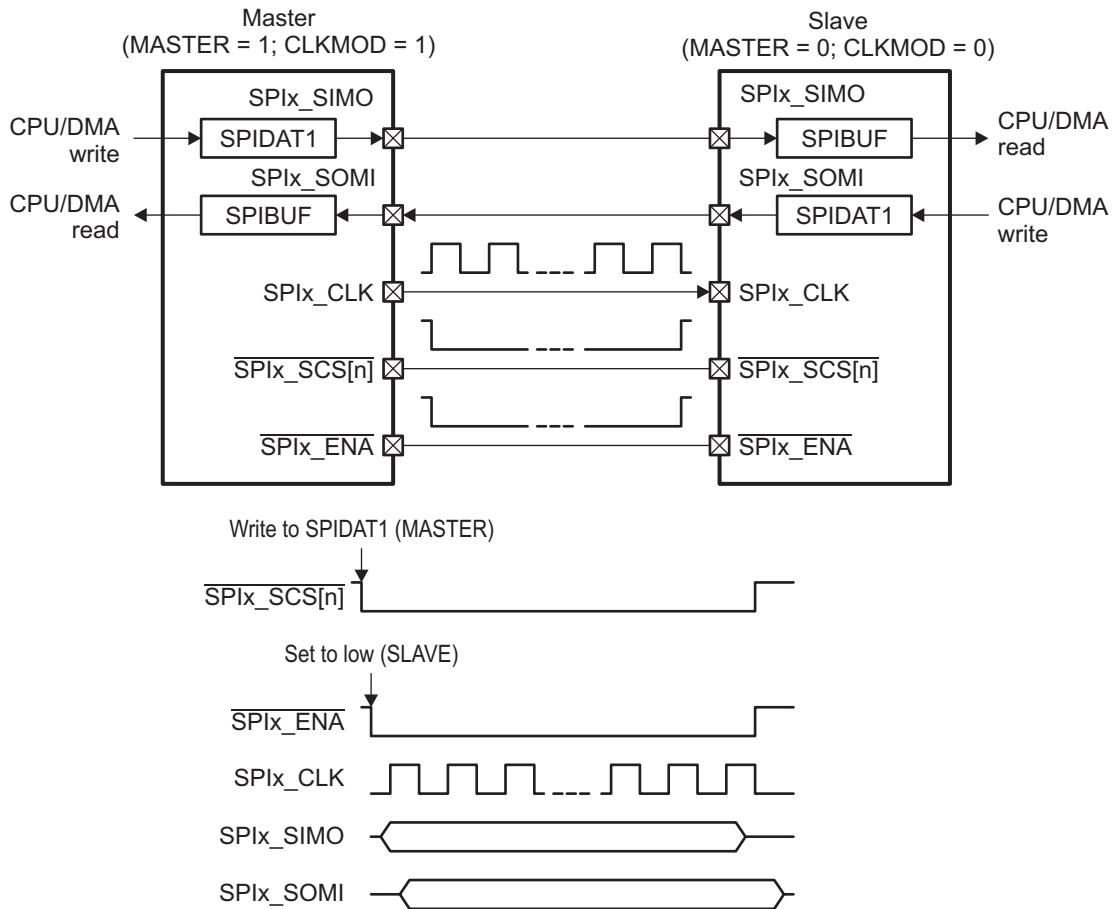 Master
(MASTER = 1; CLKMOD = 1)
Slave
(MASTER = 0; CLKMOD = 0)
SPIx_SIMO
SPIx_SIMO
CPU/DMA
write
SPIDAT1
SPIBUF
CPU/DMA
read
SPIx_SOMI
SPIx_SOMI
CPU/DMA
read
SPIBUF
SPIDAT1
CPU/DMA
write
SPIx_CLK
SPIx_CLK
SPIx_SCS[n]
SPIx_SCS[n]
SPIx_ENA
SPIx_ENA
Write to SPIDAT1 (MASTER)
SPIx_SCS[n]
Set to low (SLAVE)
SPIx_ENA
SPIx_CLK
SPIx_SIMO
SPIx_SOMI